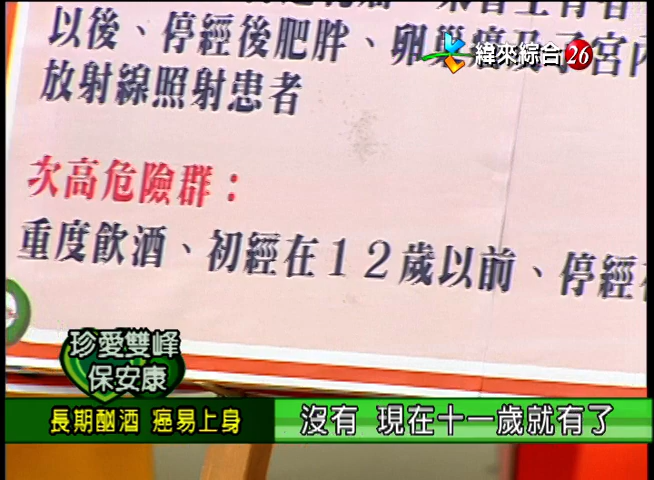 以後、停經後肥胖、卵巢癌及子宮內
緯來綜合26
放射線照射患者
次高危險群：
重度飲酒、初經在12歲以前、停經
珍愛雙峰
保安康
長期酗酒 癌易上身
沒有 現在十一歲就有了